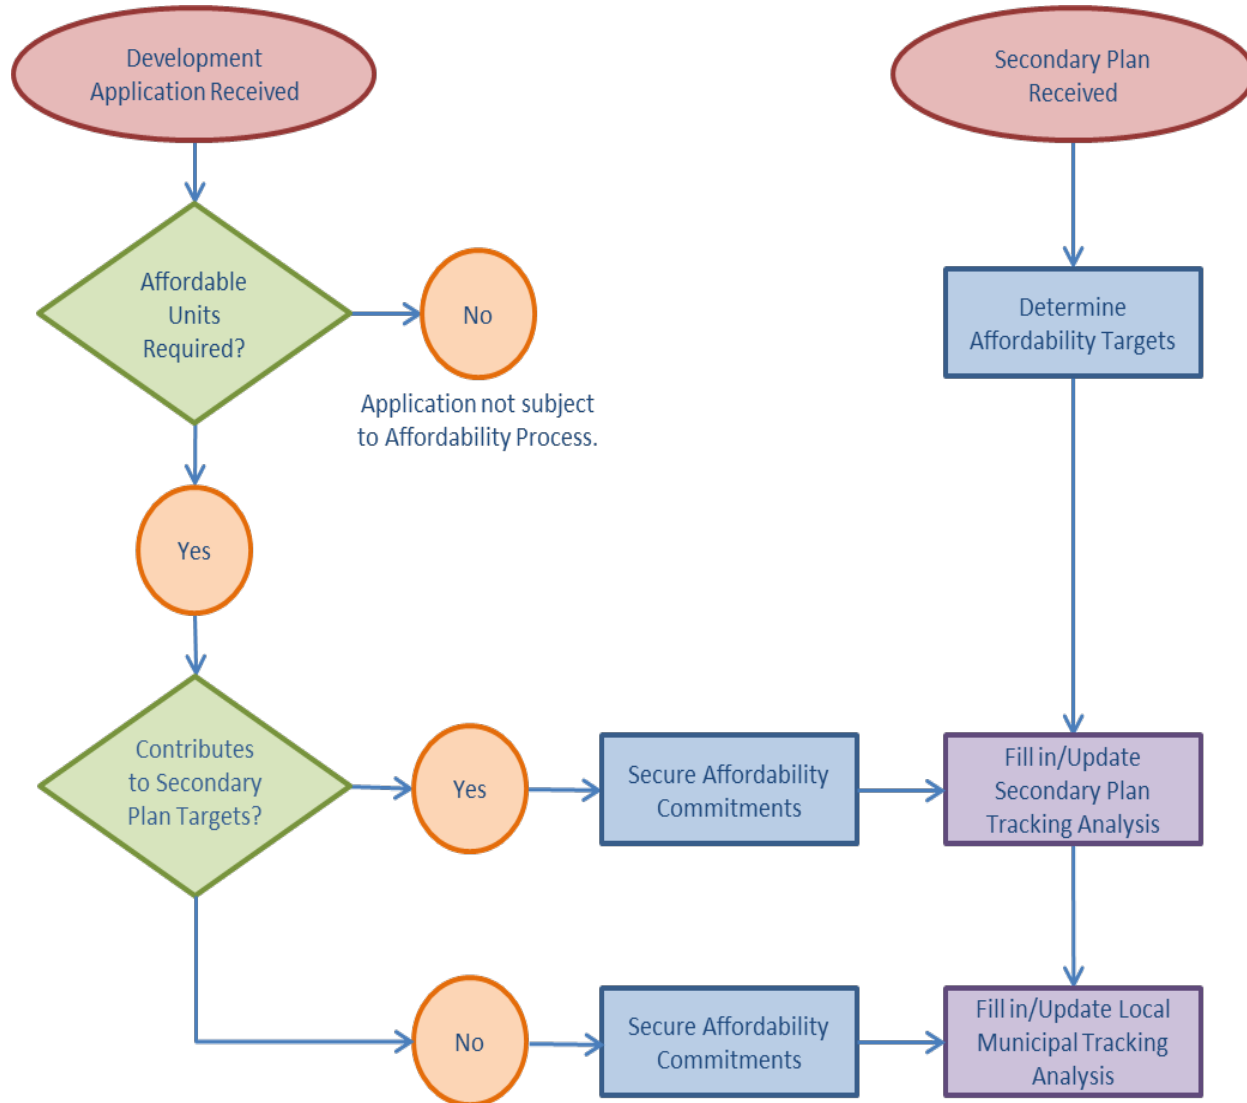 Development
Application Received
Secondary Plan
Received
Affordable
Units
Required?
No
Application not subject
to Affordability Process.
Determine
Affordability Targets
Yes
Contributes
to Secondary
Plan Targets?
Yes
Secure Affordability
Commitments
Fill in/Update
Secondary Plan
Tracking Analysis
No
Secure Affordability
Commitments
Fill in/Update Local
Municipal Tracking
Analysis